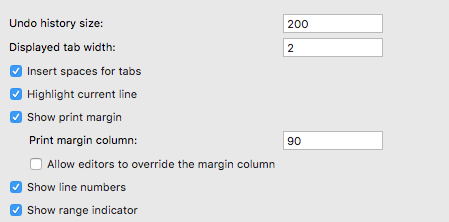 Undo history size: 200
Displayed tab width: 2
Insert spaces for tabs
Highlight current line
Show print margin
Print margin column: 90
Allow editors to override the margin column
Show line numbers
Show range indicator